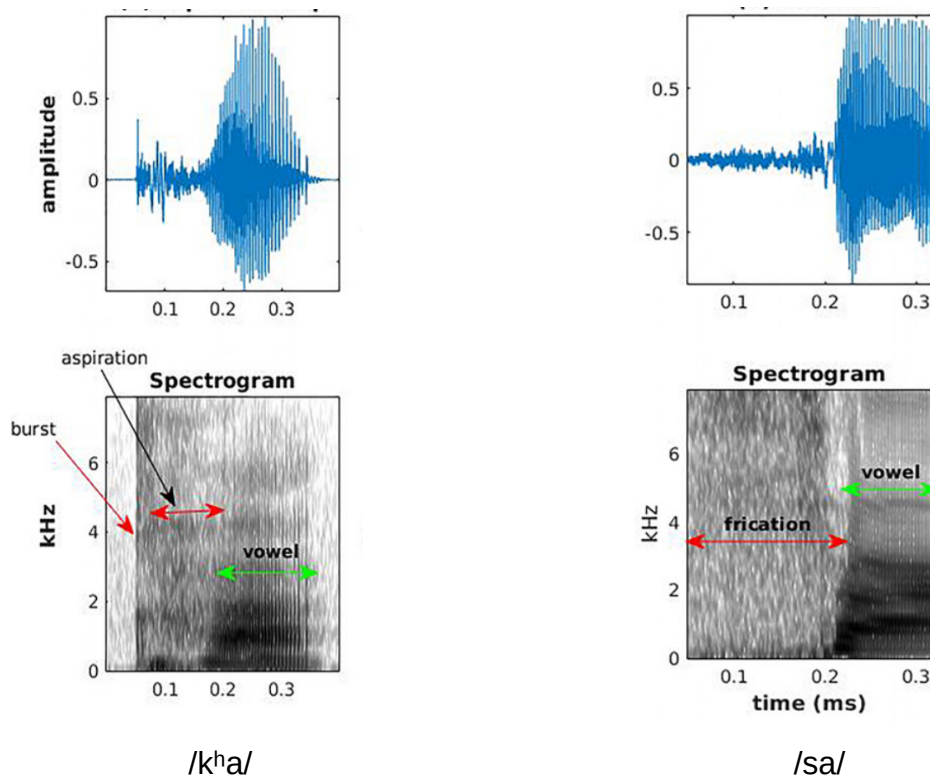 0.5
0
-0.5
amplitude
0.1 0.2 0.3
0.5
0
-0.5
0.1 0.2 0.3
aspiration
burst
Spectrogram
6
4
2
0
kHz
vowel
0.1 0.2 0.3
Spectrogram
6
4
2
0
kHz
vowel
frication
0.1 0.2 0.3
time (ms)
/kʰa/
/sa/